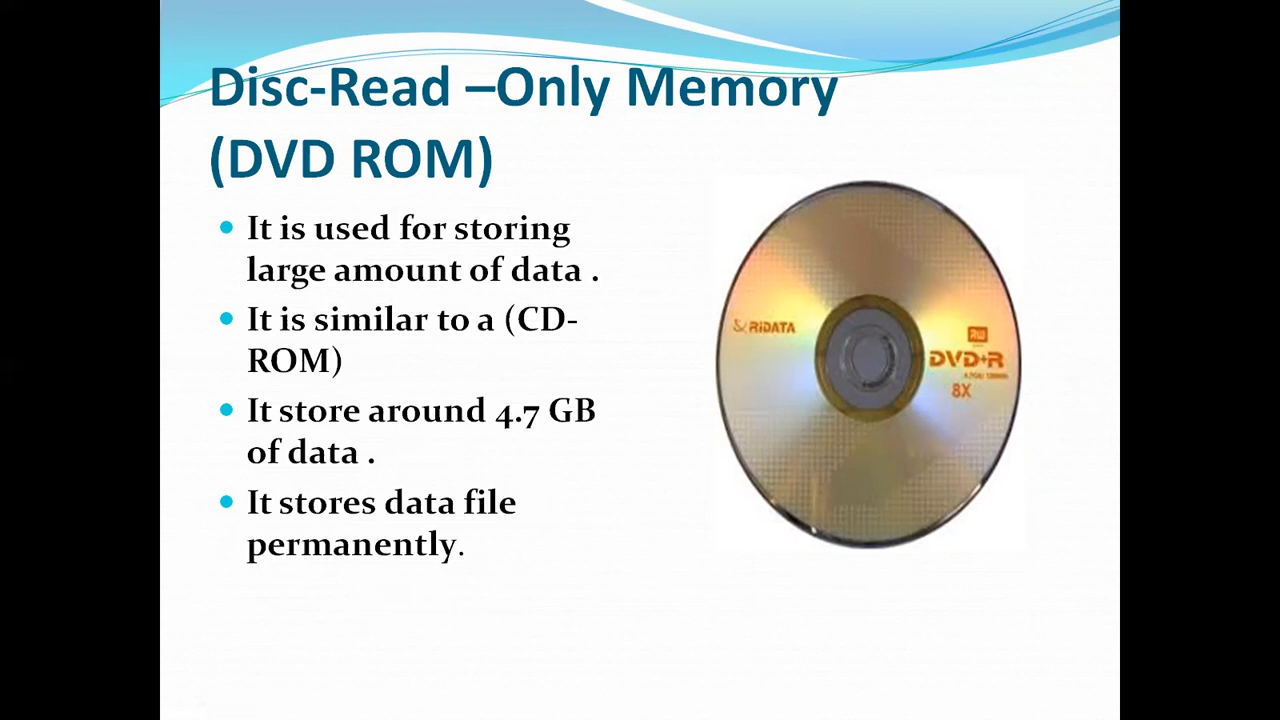 Disc-Read –Only Memory
(DVD ROM)
It is used for storing
large amount of data .
It is similar to a (CD-
ROM)
It store around 4.7 GB
of data .
It stores data file
permanently.
RiDATA
RW
DVD+R
8X